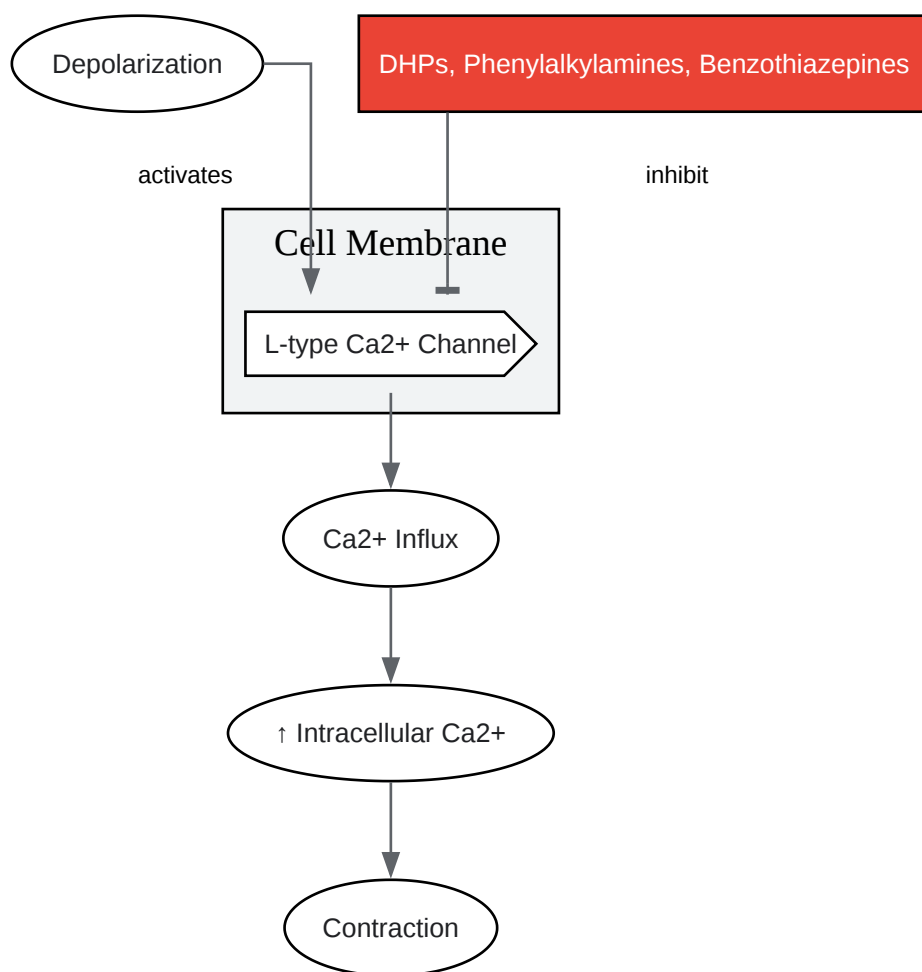 Depolarization
DHPs, Phenylalkylamines, Benzothiazepines
activates
inhibit
Cell Membrane
L-type Ca2+ Channel
Ca2+ Influx
↑ Intracellular Ca2+
Contraction